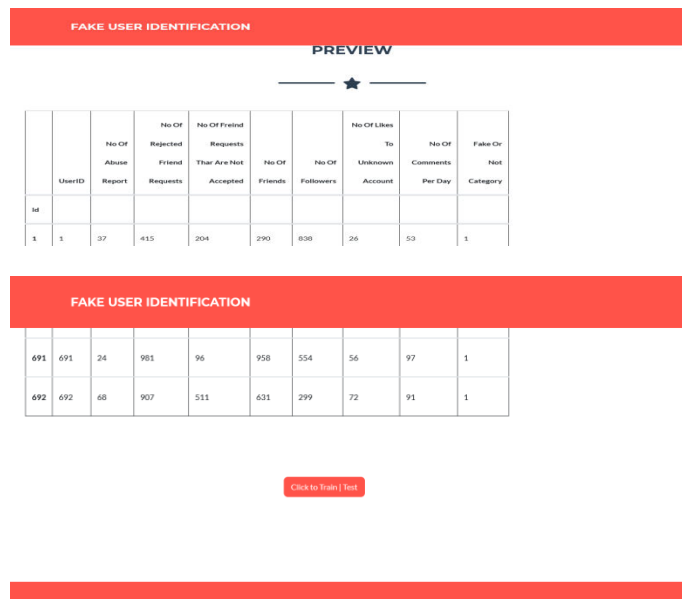 FAKE USER IDENTIFICATION
PREVIEW
No Of No Of Freind No Of Likes
No Of Rejected Requests To No Of Fake Or
Abuse Friend Thar Are Not No Of No Of Unknown Comments Not
UserID Report Requests Accepted Friends Followers Account Per Day Category
Id
1 1 37 415 204 290 838 26 53 1
FAKE USER IDENTIFICATION
691 691 24 981 96 958 554 56 97 1
692 692 68 907 511 631 299 72 91 1
Click to Train | Test